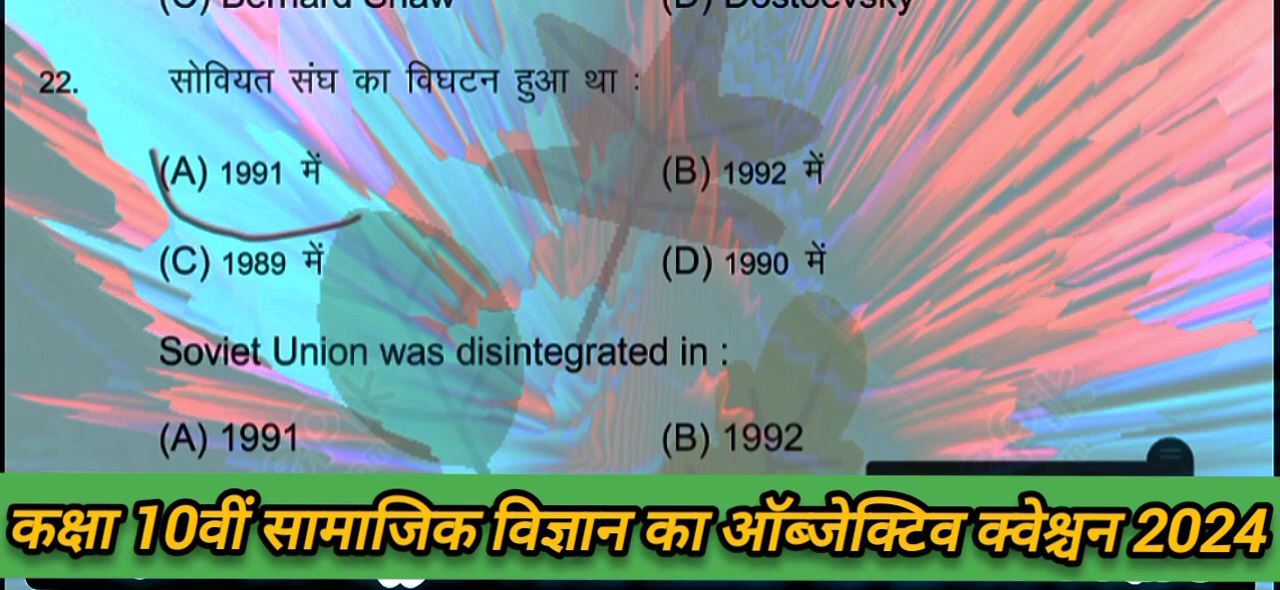 (C) Bernard Shaw (D) Dostoevsky
22. सोवियत संघ का विघटन हुआ था :
(A) 1991 में (B) 1992 में
(C) 1989 में (D) 1990 में
Soviet Union was disintegrated in :
(A) 1991 (B) 1992
कक्षा 10वीं सामाजिक विज्ञान का ऑब्जेक्टिव क्वेश्चन 2024